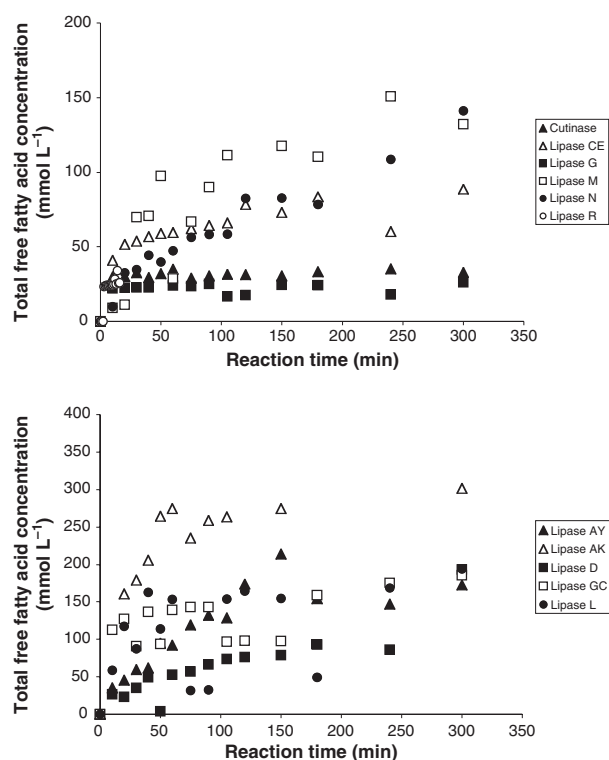 Total free fatty acid concentration
(mmol L⁻¹)
200
150
100
50
0
0
50
100
150
200
250
300
350
Reaction time (min)
Cutinase
Lipase CE
Lipase G
Lipase M
Lipase N
Lipase R
Total free fatty acid concentration
(mmol L⁻¹)
400
350
300
250
200
150
100
50
0
0
50
100
150
200
250
300
350
Reaction time (min)
Lipase AY
Lipase AK
Lipase D
Lipase GC
Lipase L